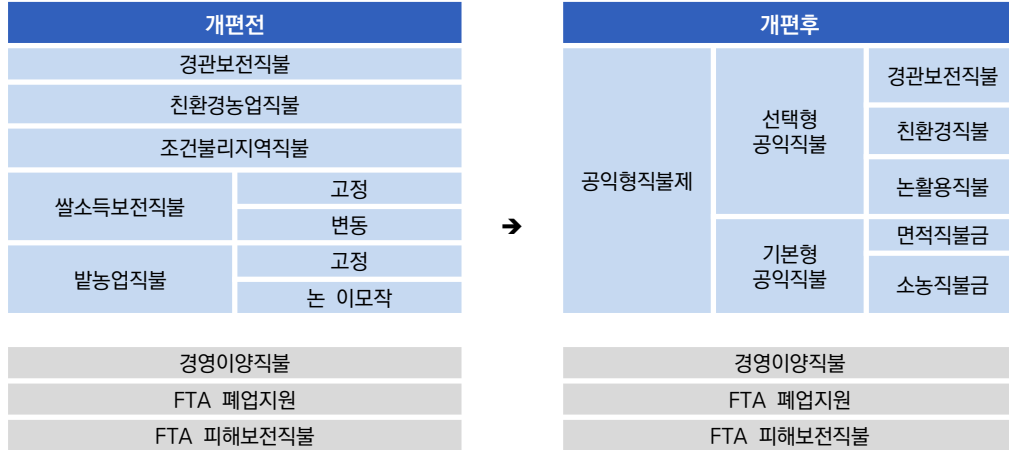 개편전
경관보전직불
친환경농업직불
조건불리지역직불
쌀소득보전직불
고정
변동
밭농업직불
고정
논 이모작
경영이양직불
FTA 폐업지원
FTA 피해보전직불
➔
개편후
공익형직불제
선택형
공익직불
경관보전직불
친환경직불
논활용직불
기본형
공익직불
면적직불금
소농직불금
경영이양직불
FTA 폐업지원
FTA 피해보전직불